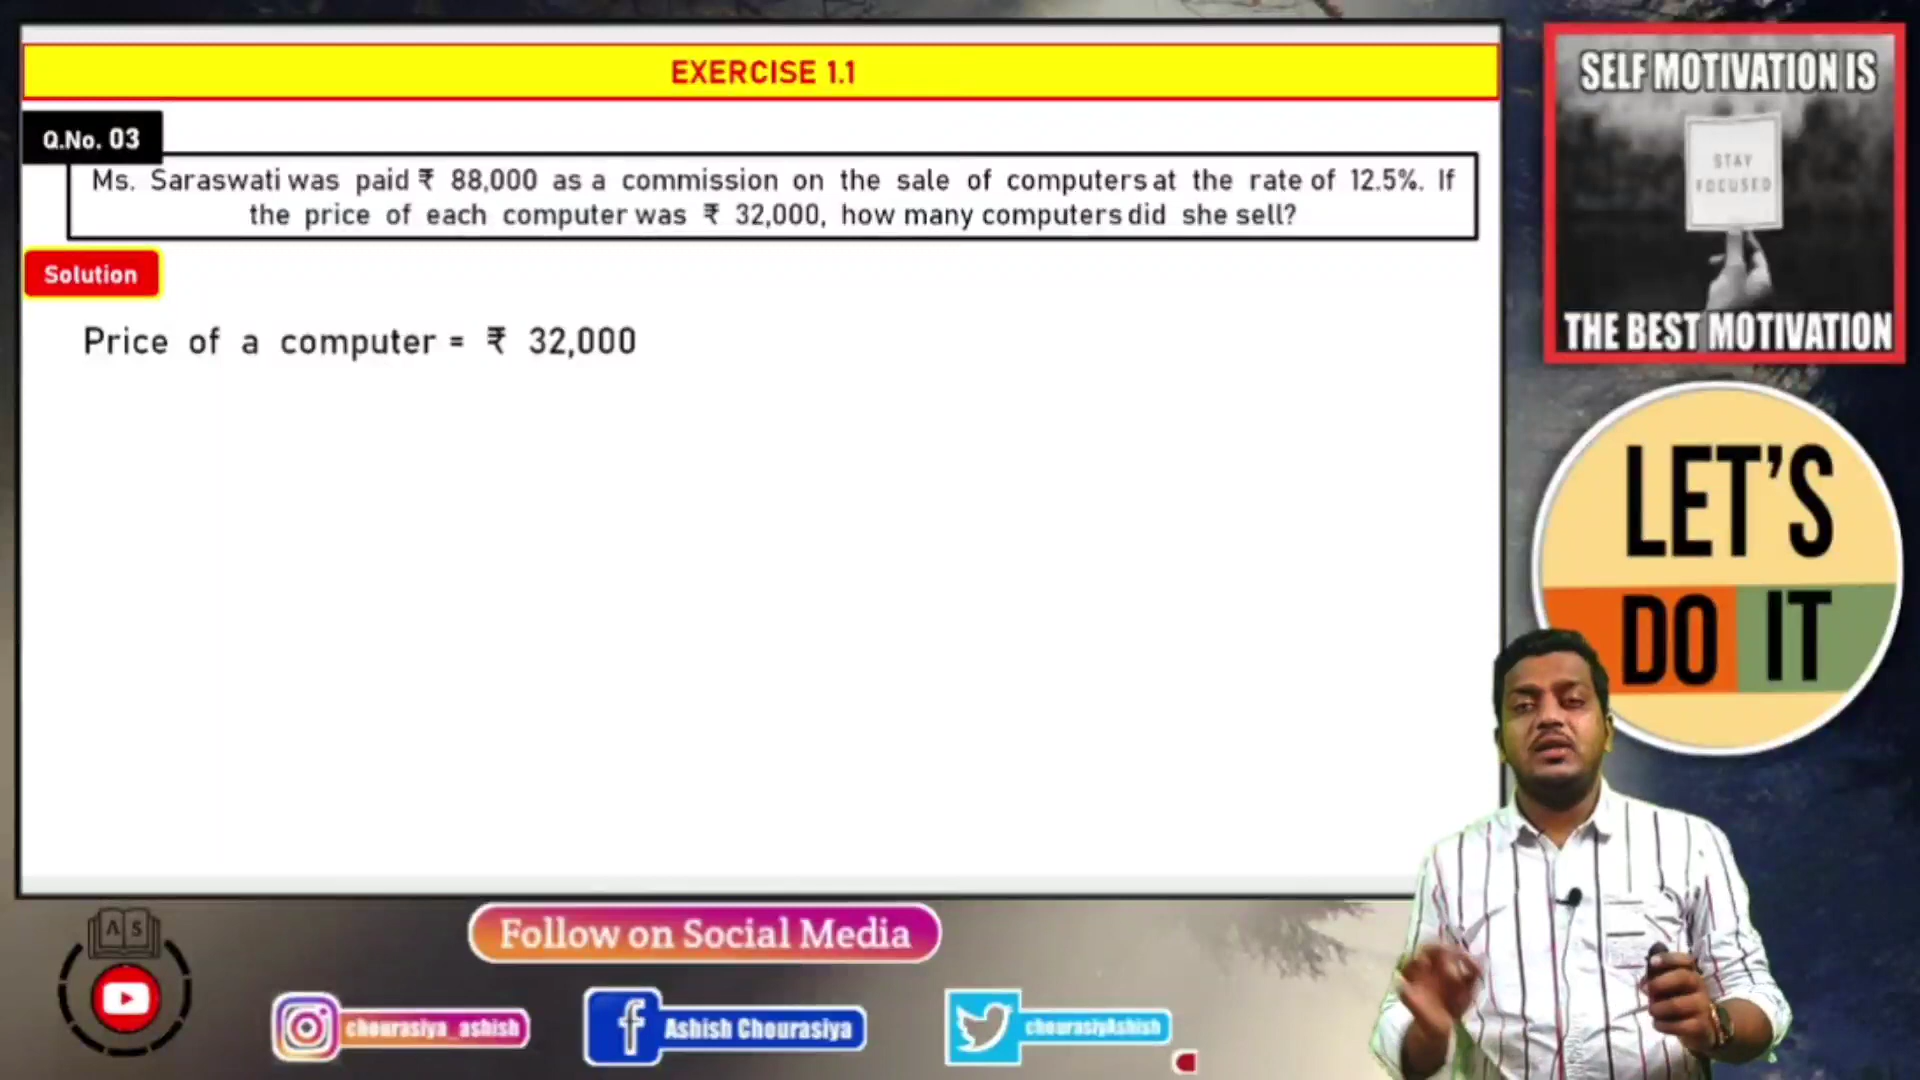 EXERCISE 1.1
Q.No. 03
Ms. Saraswati was paid ₹ 88,000 as a commission on the sale of computers at the rate of 12.5%. If
the price of each computer was ₹ 32,000, how many computers did she sell?
Solution
Price of a computer = ₹ 32,000
SELF MOTIVATION IS
STAY
FOCUSED
THE BEST MOTIVATION
LET'S
DO IT
AS
Follow on Social Media
chourasiya_ashish
Ashish Chourasiya
chourasiyAshish